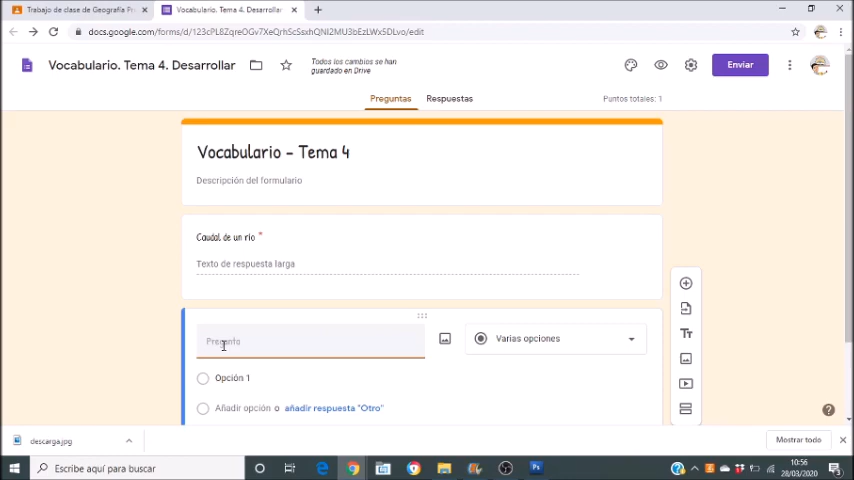 Trabajo de clase de Geografía Pr
Vocabulario. Tema 4. Desarrollar
docs.google.com/forms/d/123cPL8ZqreOGv7XeQrhScXfHGybEZNi2MU3bEzLWx5DLvo/edit
Vocabulario. Tema 4. Desarrollar
Todos los cambios se han
guardado en Drive
Enviar
Preguntas
Respuestas
Puntos totales: 1
Vocabulario - Tema 4
Descripción del formulario
Caudal de un río *
Texto de respuesta larga
Pregunta
Varias opciones
Opción 1
Añadir opción o añadir respuesta "Otro"
descarga.jpg
Mostrar todo
Escribe aquí para buscar
10:56
28/03/2020